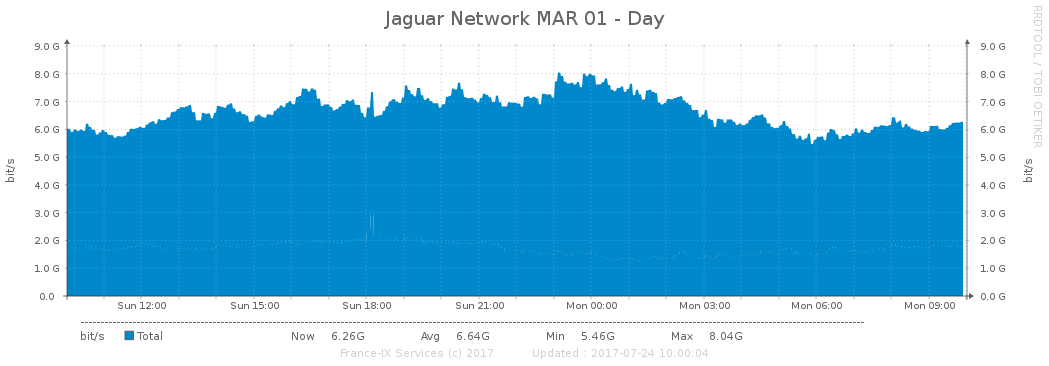 Jaguar Network MAR 01 - Day
RRDTOOL / TOBI OETIKER
9.0 G 9.0 G
8.0 G 8.0 G
7.0 G 7.0 G
6.0 G 6.0 G
5.0 G 5.0 G
4.0 G 4.0 G
3.0 G 3.0 G
2.0 G 2.0 G
1.0 G 1.0 G
0.0 0.0 G
bit/s bit/s
Sun 12:00 Sun 15:00 Sun 18:00 Sun 21:00 Mon 00:00 Mon 03:00 Mon 06:00 Mon 09:00
bit/s Total Now 6.26G Avg 6.64G Min 5.46G Max 8.04G
France-IX Services (c) 2017 Updated : 2017-07-24 10:00:04